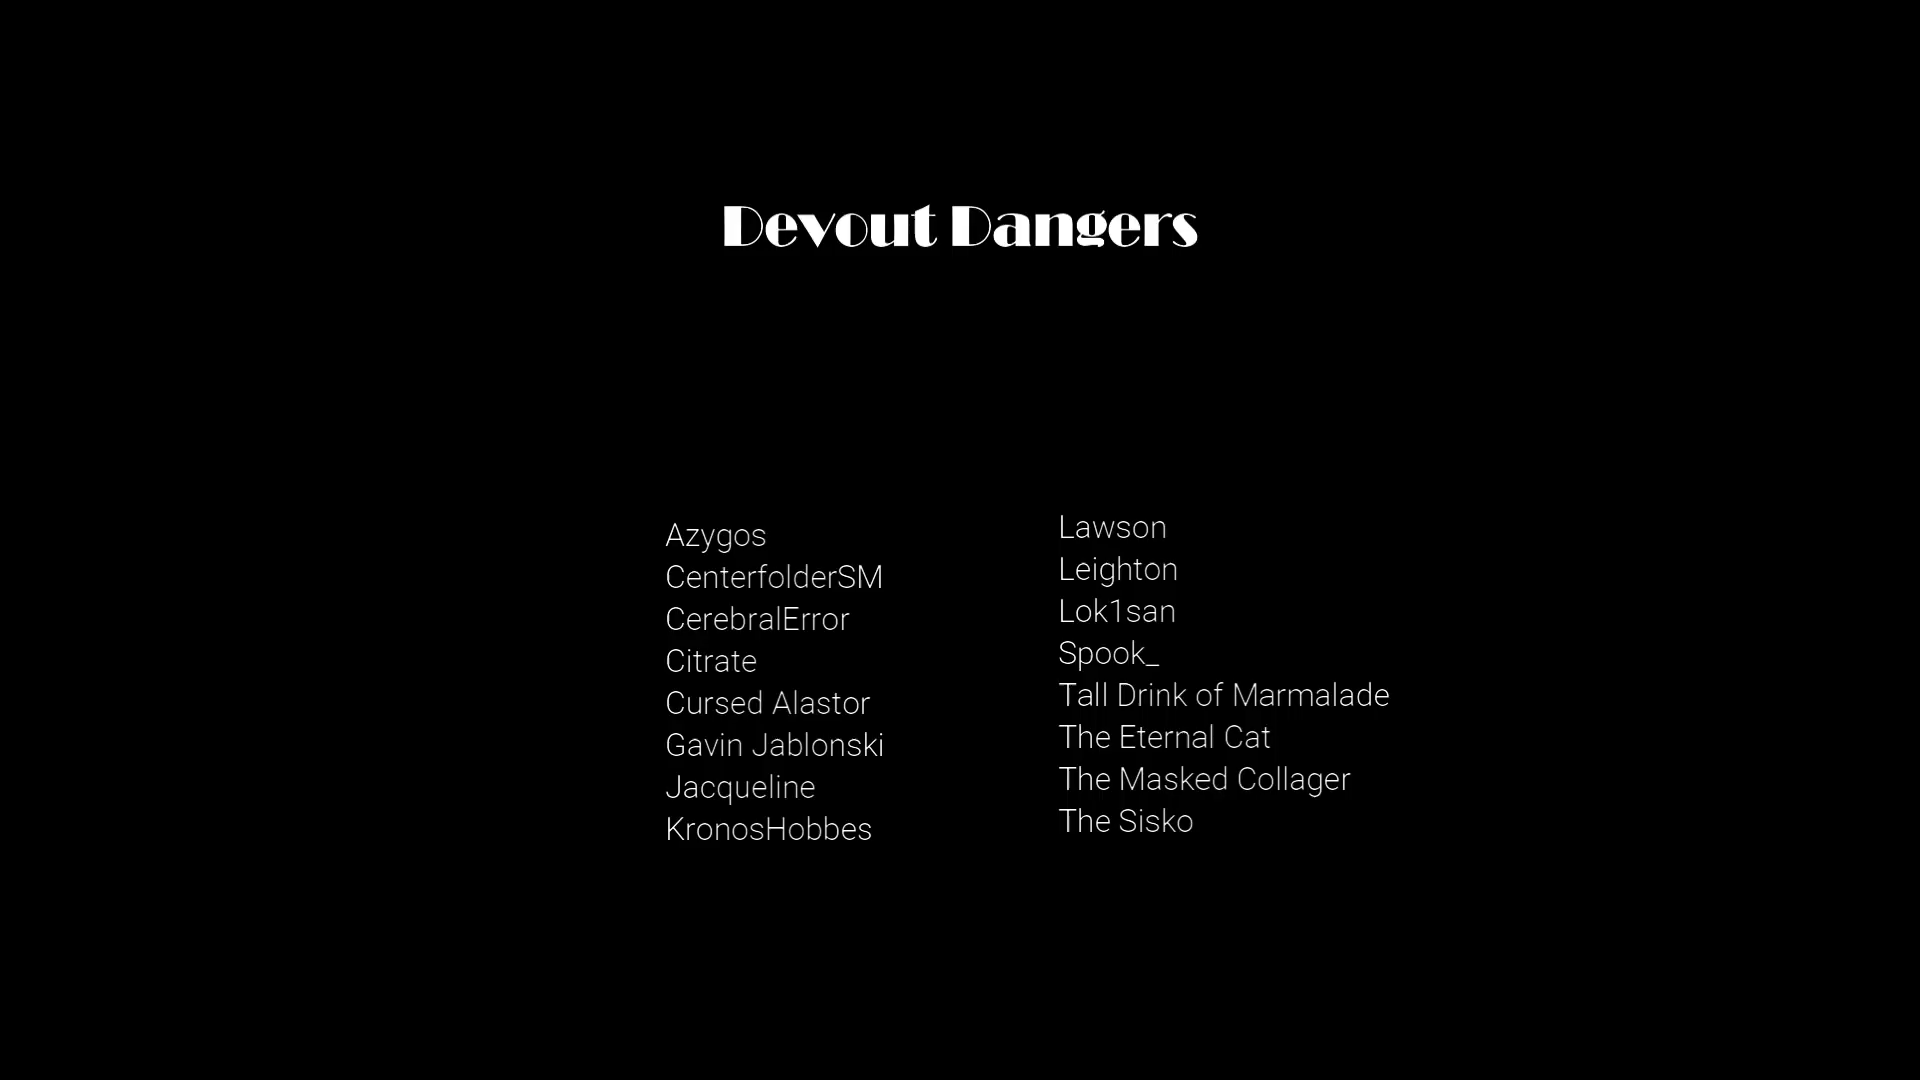 Devout Dangers
Azygos
CenterfolderSM
CerebralError
Citrate
Cursed Alastor
Gavin Jablonski
Jacqueline
KronosHobbes
Lawson
Leighton
Lok1san
Spook_
Tall Drink of Marmalade
The Eternal Cat
The Masked Collager
The Sisko